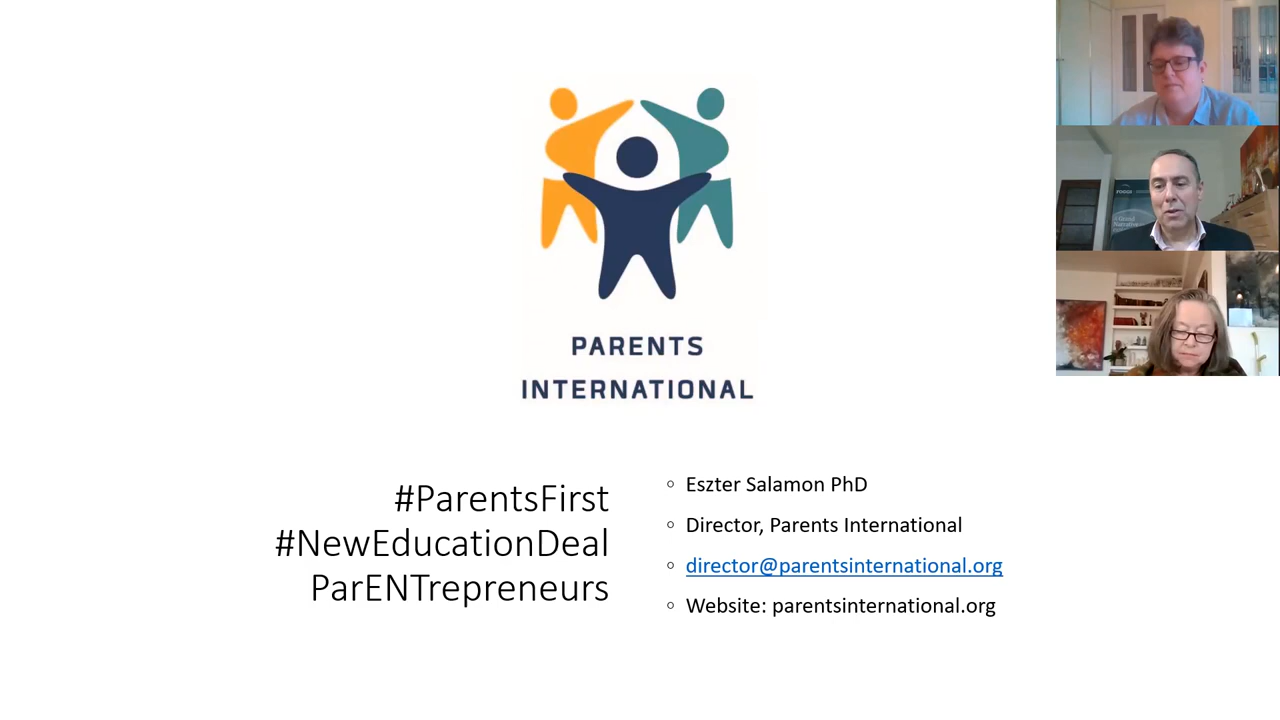 PARENTS
INTERNATIONAL
#ParentsFirst
#NewEducationDeal
ParENTrepreneurs
Eszter Salamon PhD
Director, Parents International
director@parentsinternational.org
Website: parentsinternational.org